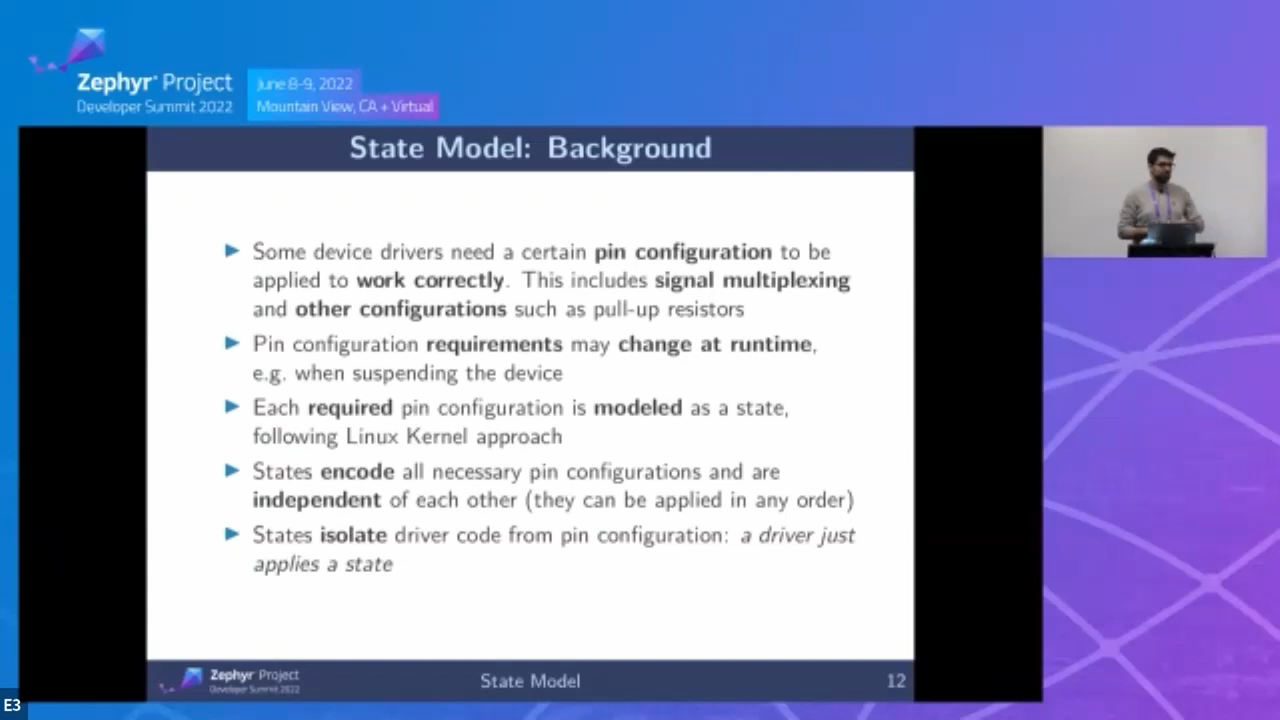 Zephyr® Project
Developer Summit 2022
June 8-9, 2022
Mountain View, CA + Virtual
State Model: Background
Some device drivers need a certain pin configuration to be
applied to work correctly. This includes signal multiplexing
and other configurations such as pull-up resistors
Pin configuration requirements may change at runtime,
e.g. when suspending the device
Each required pin configuration is modeled as a state,
following Linux Kernel approach
States encode all necessary pin configurations and are
independent of each other (they can be applied in any order)
States isolate driver code from pin configuration: a driver just
applies a state
Zephyr® Project
Developer Summit 2022
State Model
12
E3